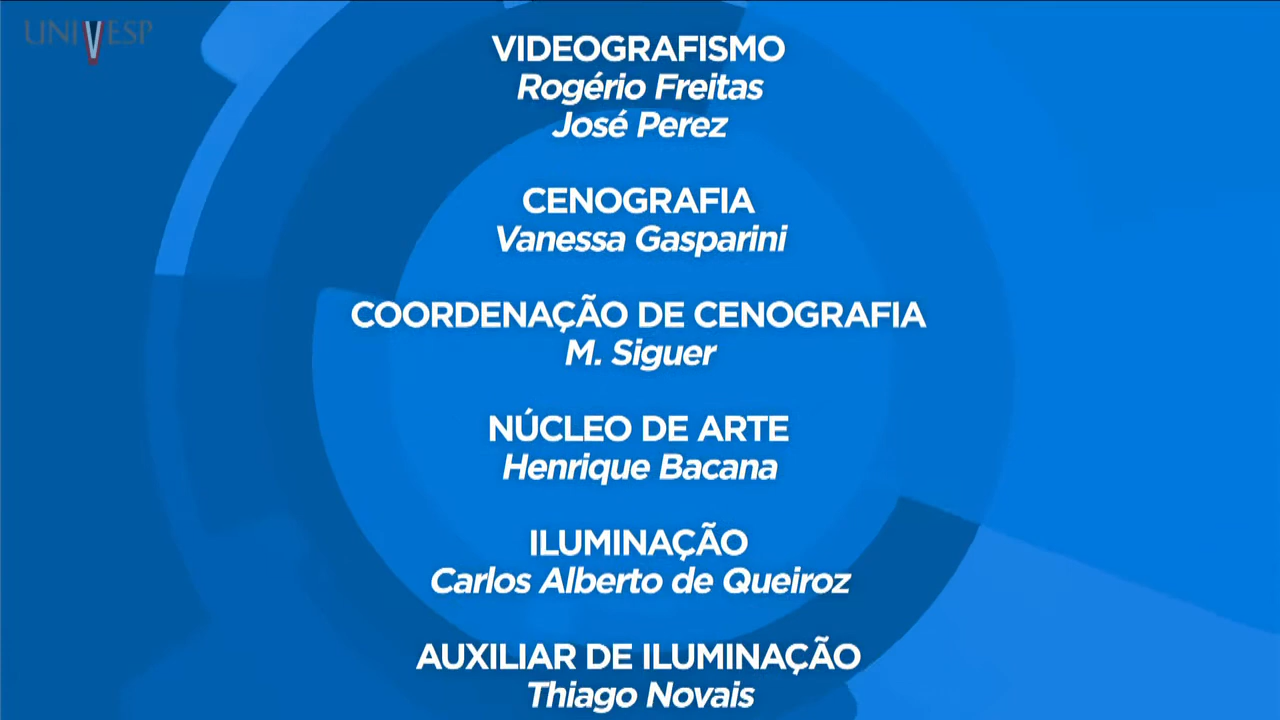 UNIVESP
VIDEOGRAFISMO
Rogério Freitas
José Perez
CENOGRAFIA
Vanessa Gasparini
COORDENAÇÃO DE CENOGRAFIA
M. Siguer
NÚCLEO DE ARTE
Henrique Bacana
ILUMINAÇÃO
Carlos Alberto de Queiroz
AUXILIAR DE ILUMINAÇÃO
Thiago Novais